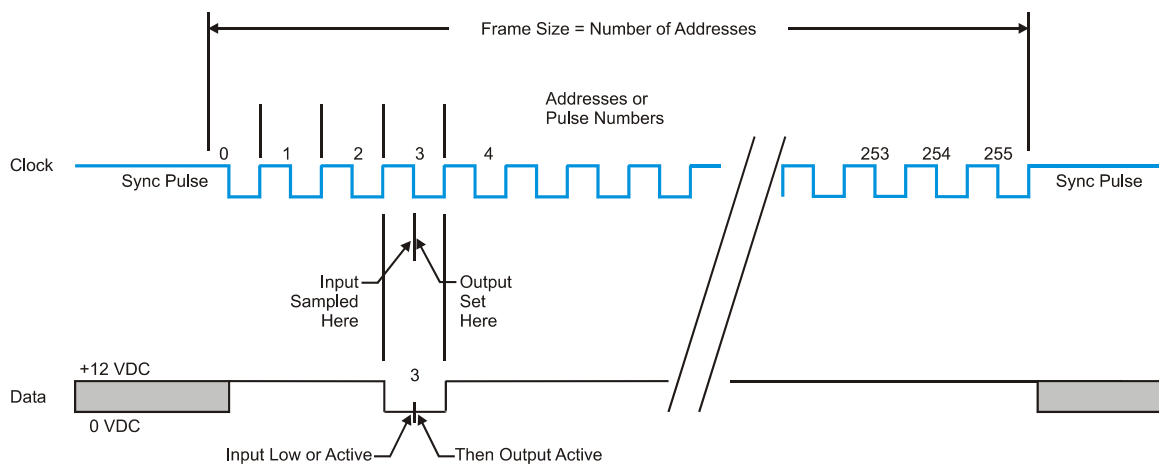 Frame Size = Number of Addresses
Addresses or
Pulse Numbers
0 1 2 3 4 253 254 255
Clock
Sync Pulse
Sync Pulse
Input
Sampled
Here
Output
Set
Here
+12 VDC
3
Data
0 VDC
Input Low or Active
Then Output Active